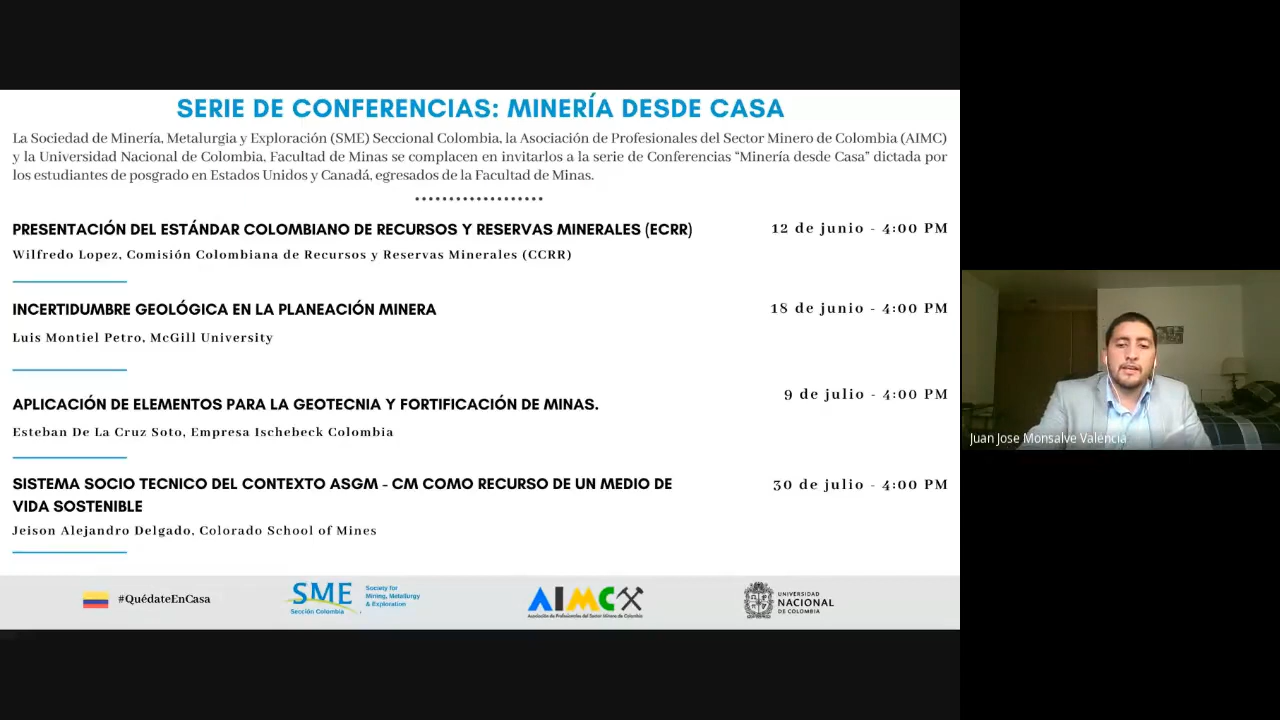 SERIE DE CONFERENCIAS: MINERÍA DESDE CASA
La Sociedad de Minería, Metalurgia y Exploración (SME) Seccional Colombia, la Asociación de Profesionales del Sector Minero de Colombia (AIMC)
y la Universidad Nacional de Colombia, Facultad de Minas se complacen en invitarlos a la serie de Conferencias “Minería desde Casa” dictada por
los estudiantes de posgrado en Estados Unidos y Canadá, egresados de la Facultad de Minas.
PRESENTACIÓN DEL ESTÁNDAR COLOMBIANO DE RECURSOS Y RESERVAS MINERALES (ECRR)
12 de junio - 4:00 PM
Wilfredo Lopez, Comisión Colombiana de Recursos y Reservas Minerales (CCRR)
INCERTIDUMBRE GEOLÓGICA EN LA PLANEACIÓN MINERA
18 de junio - 4:00 PM
Luis Montiel Petro, McGill University
APLICACIÓN DE ELEMENTOS PARA LA GEOTECNIA Y FORTIFICACIÓN DE MINAS.
9 de julio - 4:00 PM
Esteban De La Cruz Soto, Empresa Ischebeck Colombia
SISTEMA SOCIO TECNICO DEL CONTEXTO ASGM - CM COMO RECURSO DE UN MEDIO DE
VIDA SOSTENIBLE
30 de julio - 4:00 PM
Jeison Alejandro Delgado, Colorado School of Mines
#QuédateEnCasa
SME
Sección Colombia
Society for
Mining, Metallurgy
& Exploration
AIMC
Asociación de Profesionales del Sector Minero de Colombia
UNIVERSIDAD
NACIONAL
DE COLOMBIA
Juan Jose Monsalve Valencia